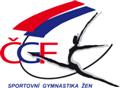 ČGF
SPORTOVNÍ GYMNASTIKA ŽEN